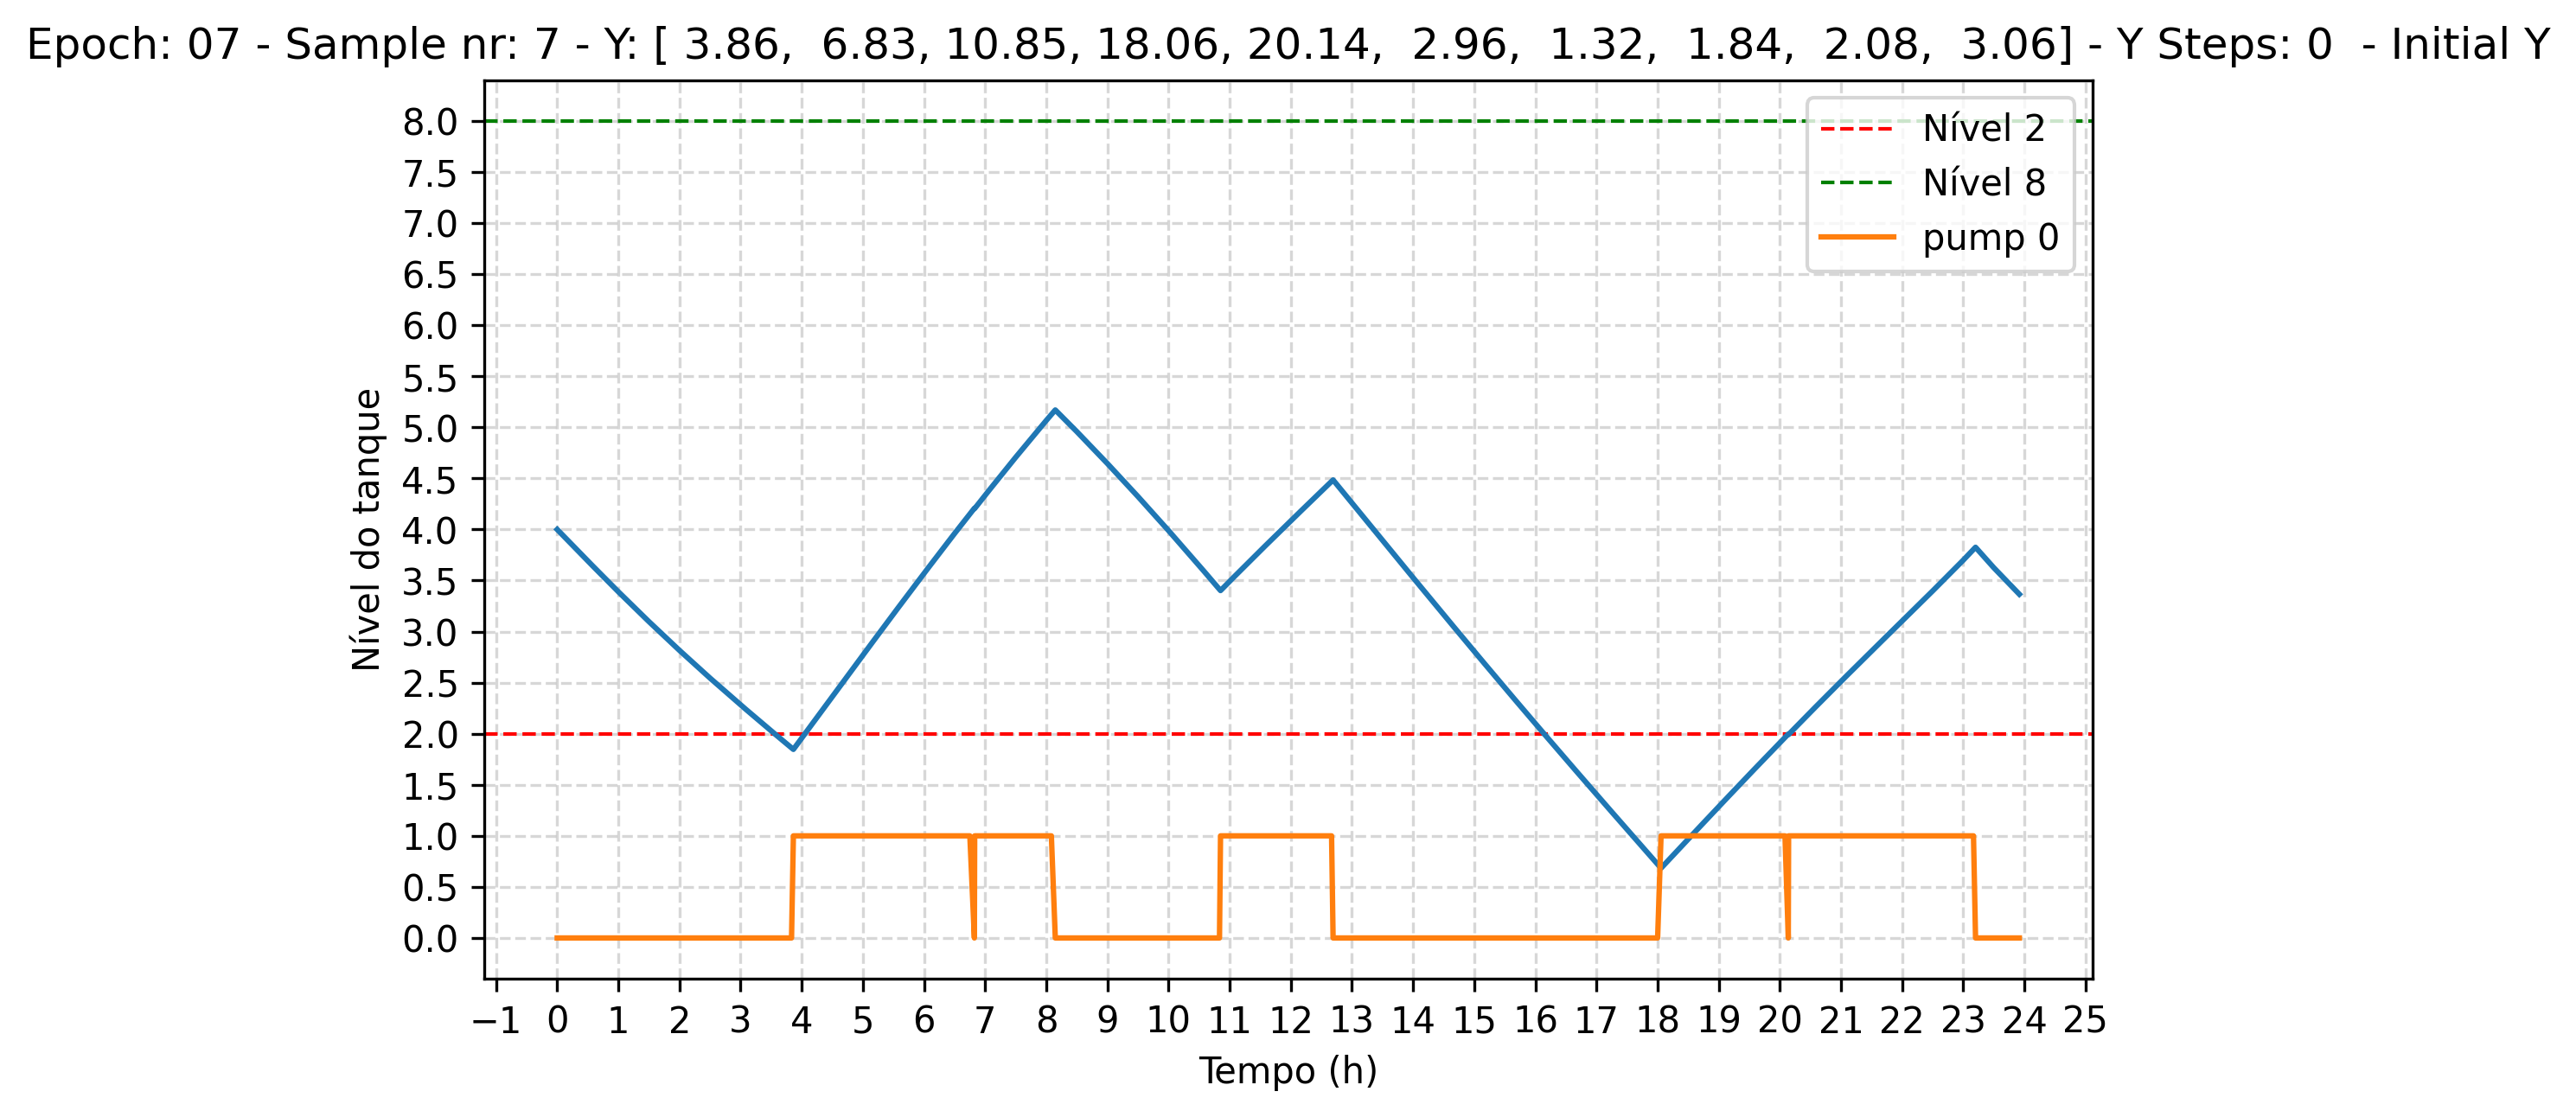 Epoch: 07 - Sample nr: 7 - Y: [ 3.86,  6.83, 10.85, 18.06, 20.14,  2.96,  1.32,  1.84,  2.08,  3.06] - Y Steps: 0  - Initial Y
8.0
7.5
7.0
6.5
6.0
5.5
5.0
4.5
4.0
3.5
3.0
2.5
2.0
1.5
1.0
0.5
0.0
Nível do tanque
Nível 2
Nível 8
pump 0
−1 0 1 2 3 4 5 6 7 8 9 10 11 12 13 14 15 16 17 18 19 20 21 22 23 24 25
Tempo (h)